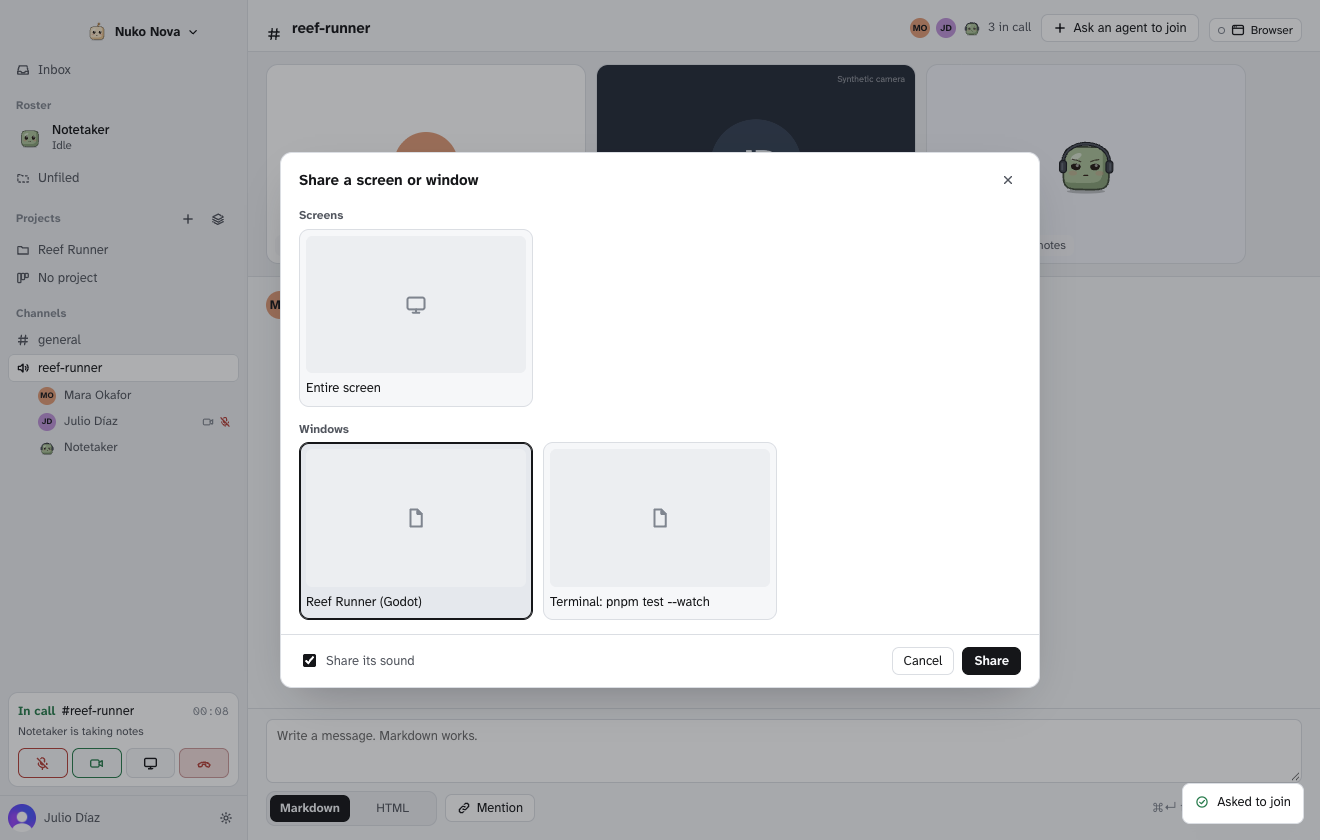 Nuko Nova
Inbox
Roster
Notetaker
Idle
Unfiled
Projects
Reef Runner
No project
Channels
general
reef-runner
MO Mara Okafor
JD Julio Díaz
Notetaker
In call #reef-runner 00:08
Notetaker is taking notes
Julio Díaz
reef-runner
MO JD 3 in call
Ask an agent to join
Browser
Synthetic camera
notes
Share a screen or window
Screens
Entire screen
Windows
Reef Runner (Godot)
Terminal: pnpm test --watch
Share its sound
Cancel
Share
Write a message. Markdown works.
Markdown
HTML
Mention
⌘↵
Asked to join